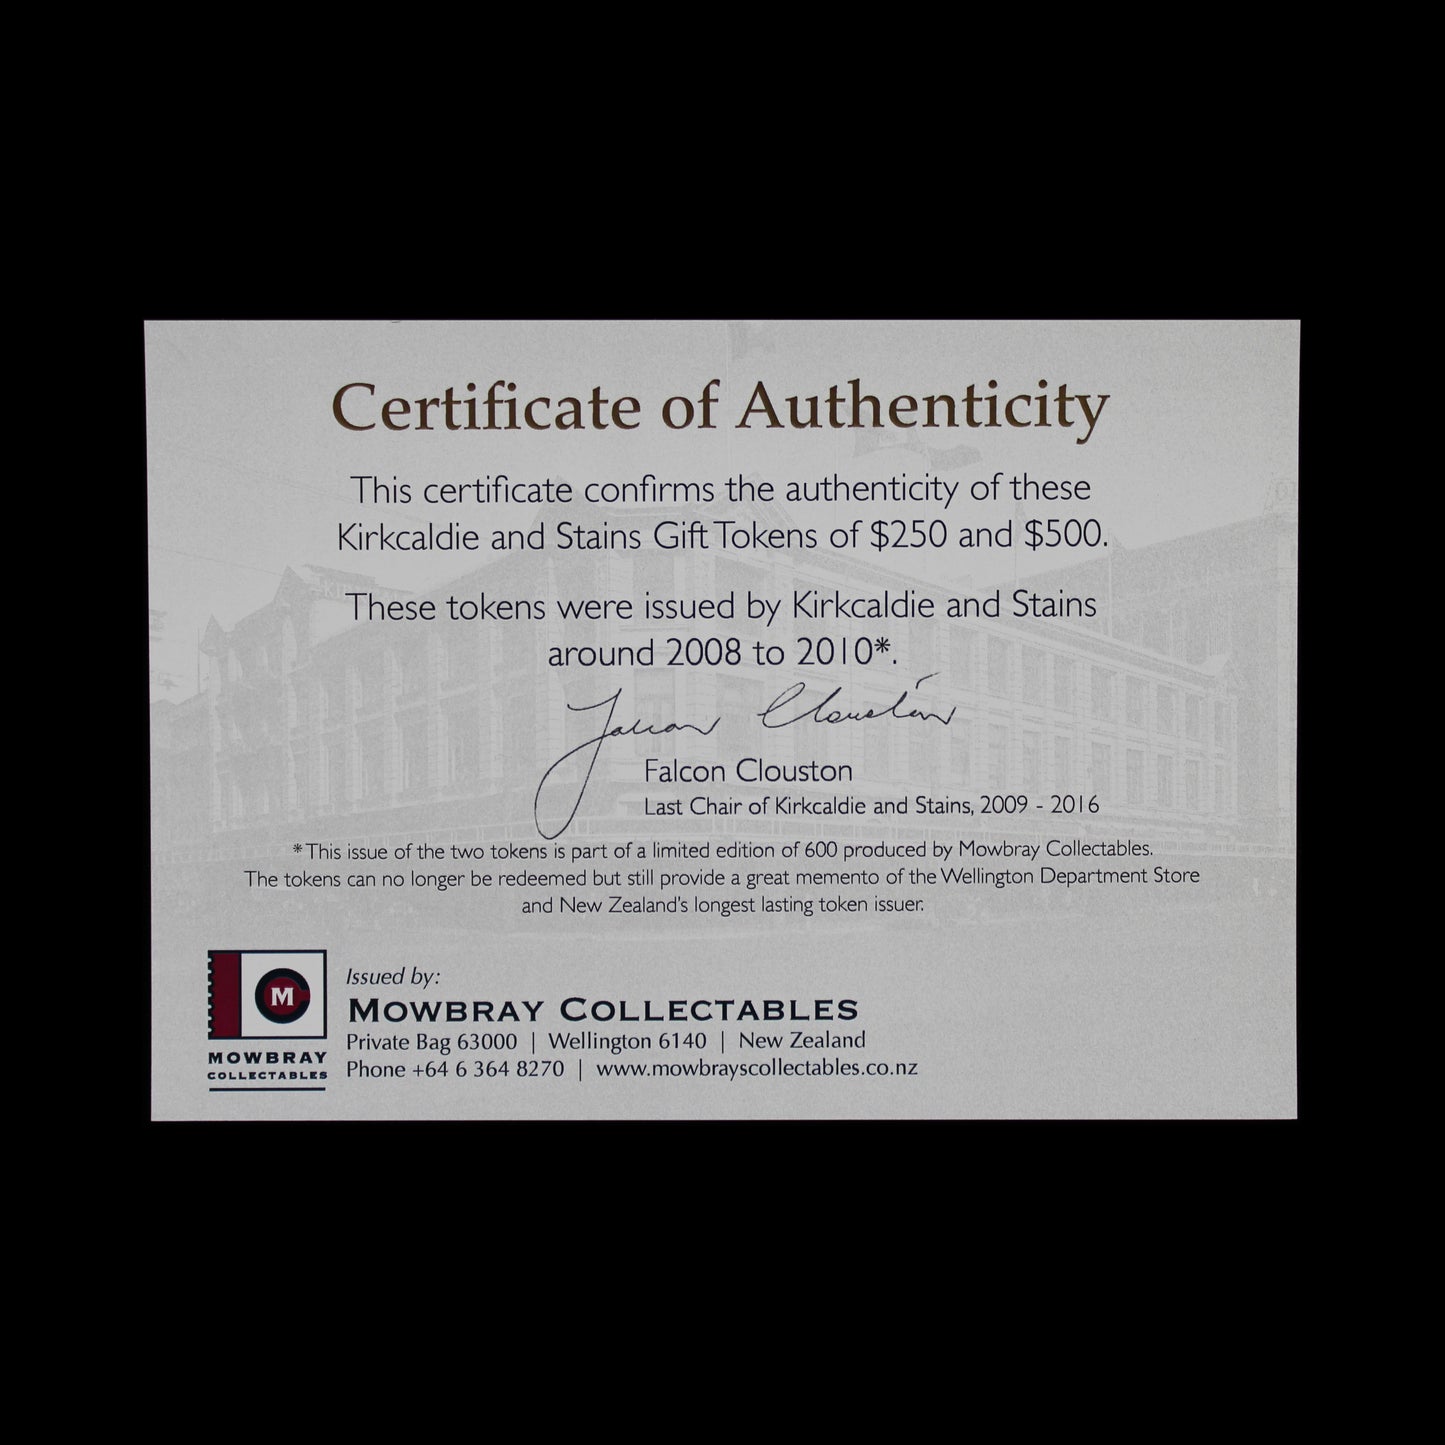 Certificate of Authenticity
This certificate confirms the authenticity of these
Kirkcaldie and Stains Gift Tokens of $250 and $500.
These tokens were issued by Kirkcaldie and Stains
around 2008 to 2010*.
Falcon Clouston
Falcon Clouston
Last Chair of Kirkcaldie and Stains, 2009 - 2016
*This issue of the two tokens is part of a limited edition of 600 produced by Mowbray Collectables.
The tokens can no longer be redeemed but still provide a great memento of the Wellington Department Store
and New Zealand's longest lasting token issuer.
M
MOWBRAY
COLLECTABLES
Issued by:
MOWBRAY COLLECTABLES
Private Bag 63000 | Wellington 6140 | New Zealand
Phone +64 6 364 8270 | www.mowbrayscollectables.co.nz